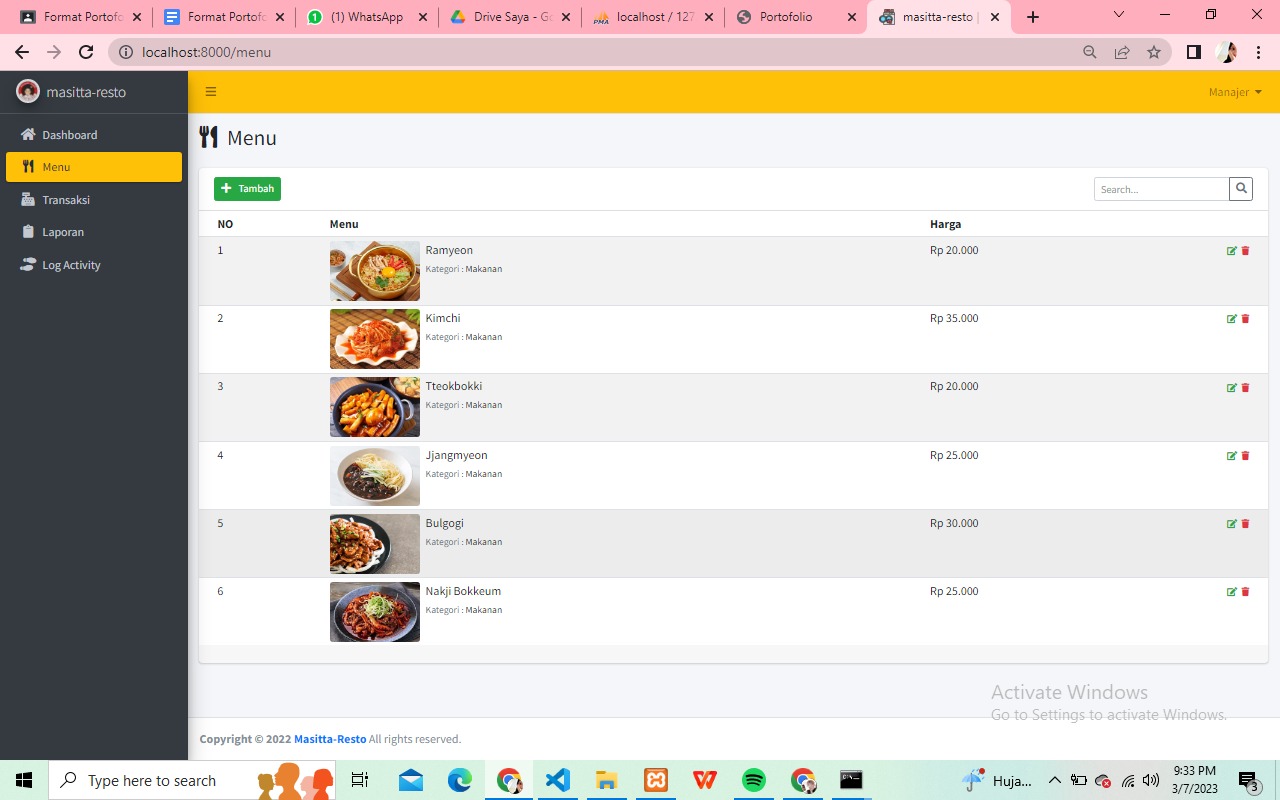 Format Portofo
Format Portofo
(1) WhatsApp
Drive Saya - Go
localhost / 127
Portofolio
masitta-resto |
localhost:8000/menu
masitta-resto
Manajer
Dashboard
Menu
Transaksi
Laporan
Log Activity
Menu
Tambah
Search...
NO Menu Harga
1 Ramyeon Rp 20.000
Kategori : Makanan
2 Kimchi Rp 35.000
Kategori : Makanan
3 Tteokbokki Rp 20.000
Kategori : Makanan
4 Jjangmyeon Rp 25.000
Kategori : Makanan
5 Bulgogi Rp 30.000
Kategori : Makanan
6 Nakji Bokkeum Rp 25.000
Kategori : Makanan
Activate Windows
Go to Settings to activate Windows.
Copyright © 2022 Masitta-Resto All rights reserved.
Type here to search
Huja...
9:33 PM
3/7/2023
3